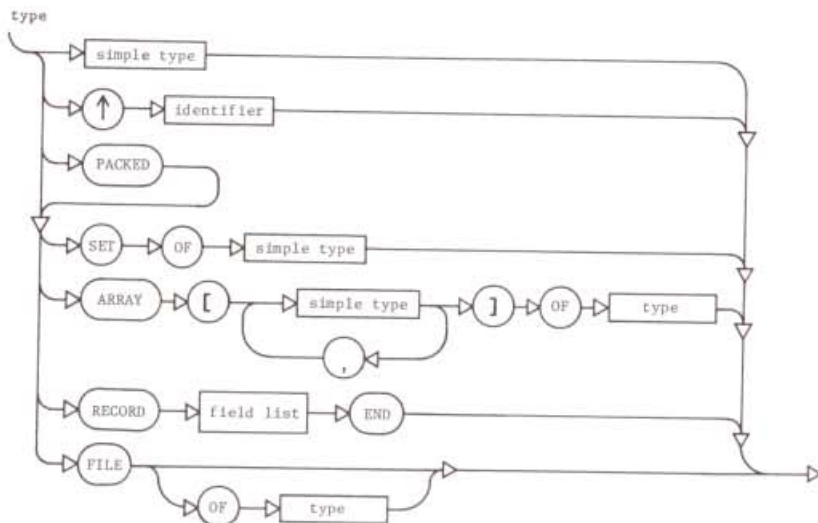 type
simple type
↑ identifier
PACKED
SET OF simple type
ARRAY [ simple type ] OF type
,
RECORD field list END
FILE
OF type